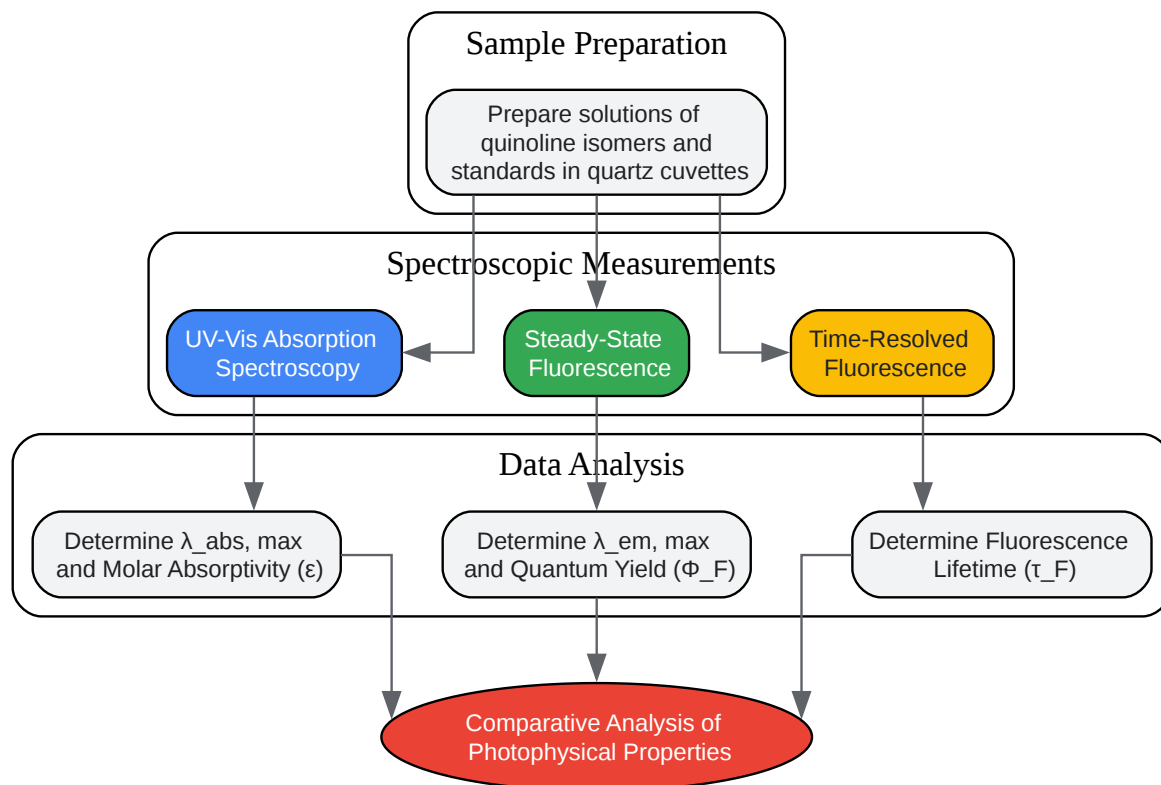 Sample Preparation
Prepare solutions of
quinoline isomers and
standards in quartz cuvettes
Spectroscopic Measurements
UV-Vis Absorption
Spectroscopy
Steady-State
Fluorescence
Time-Resolved
Fluorescence
Data Analysis
Determine λ_abs, max
and Molar Absorptivity (ε)
Determine λ_em, max
and Quantum Yield (Φ_F)
Determine Fluorescence
Lifetime (τ_F)
Comparative Analysis of
Photophysical Properties